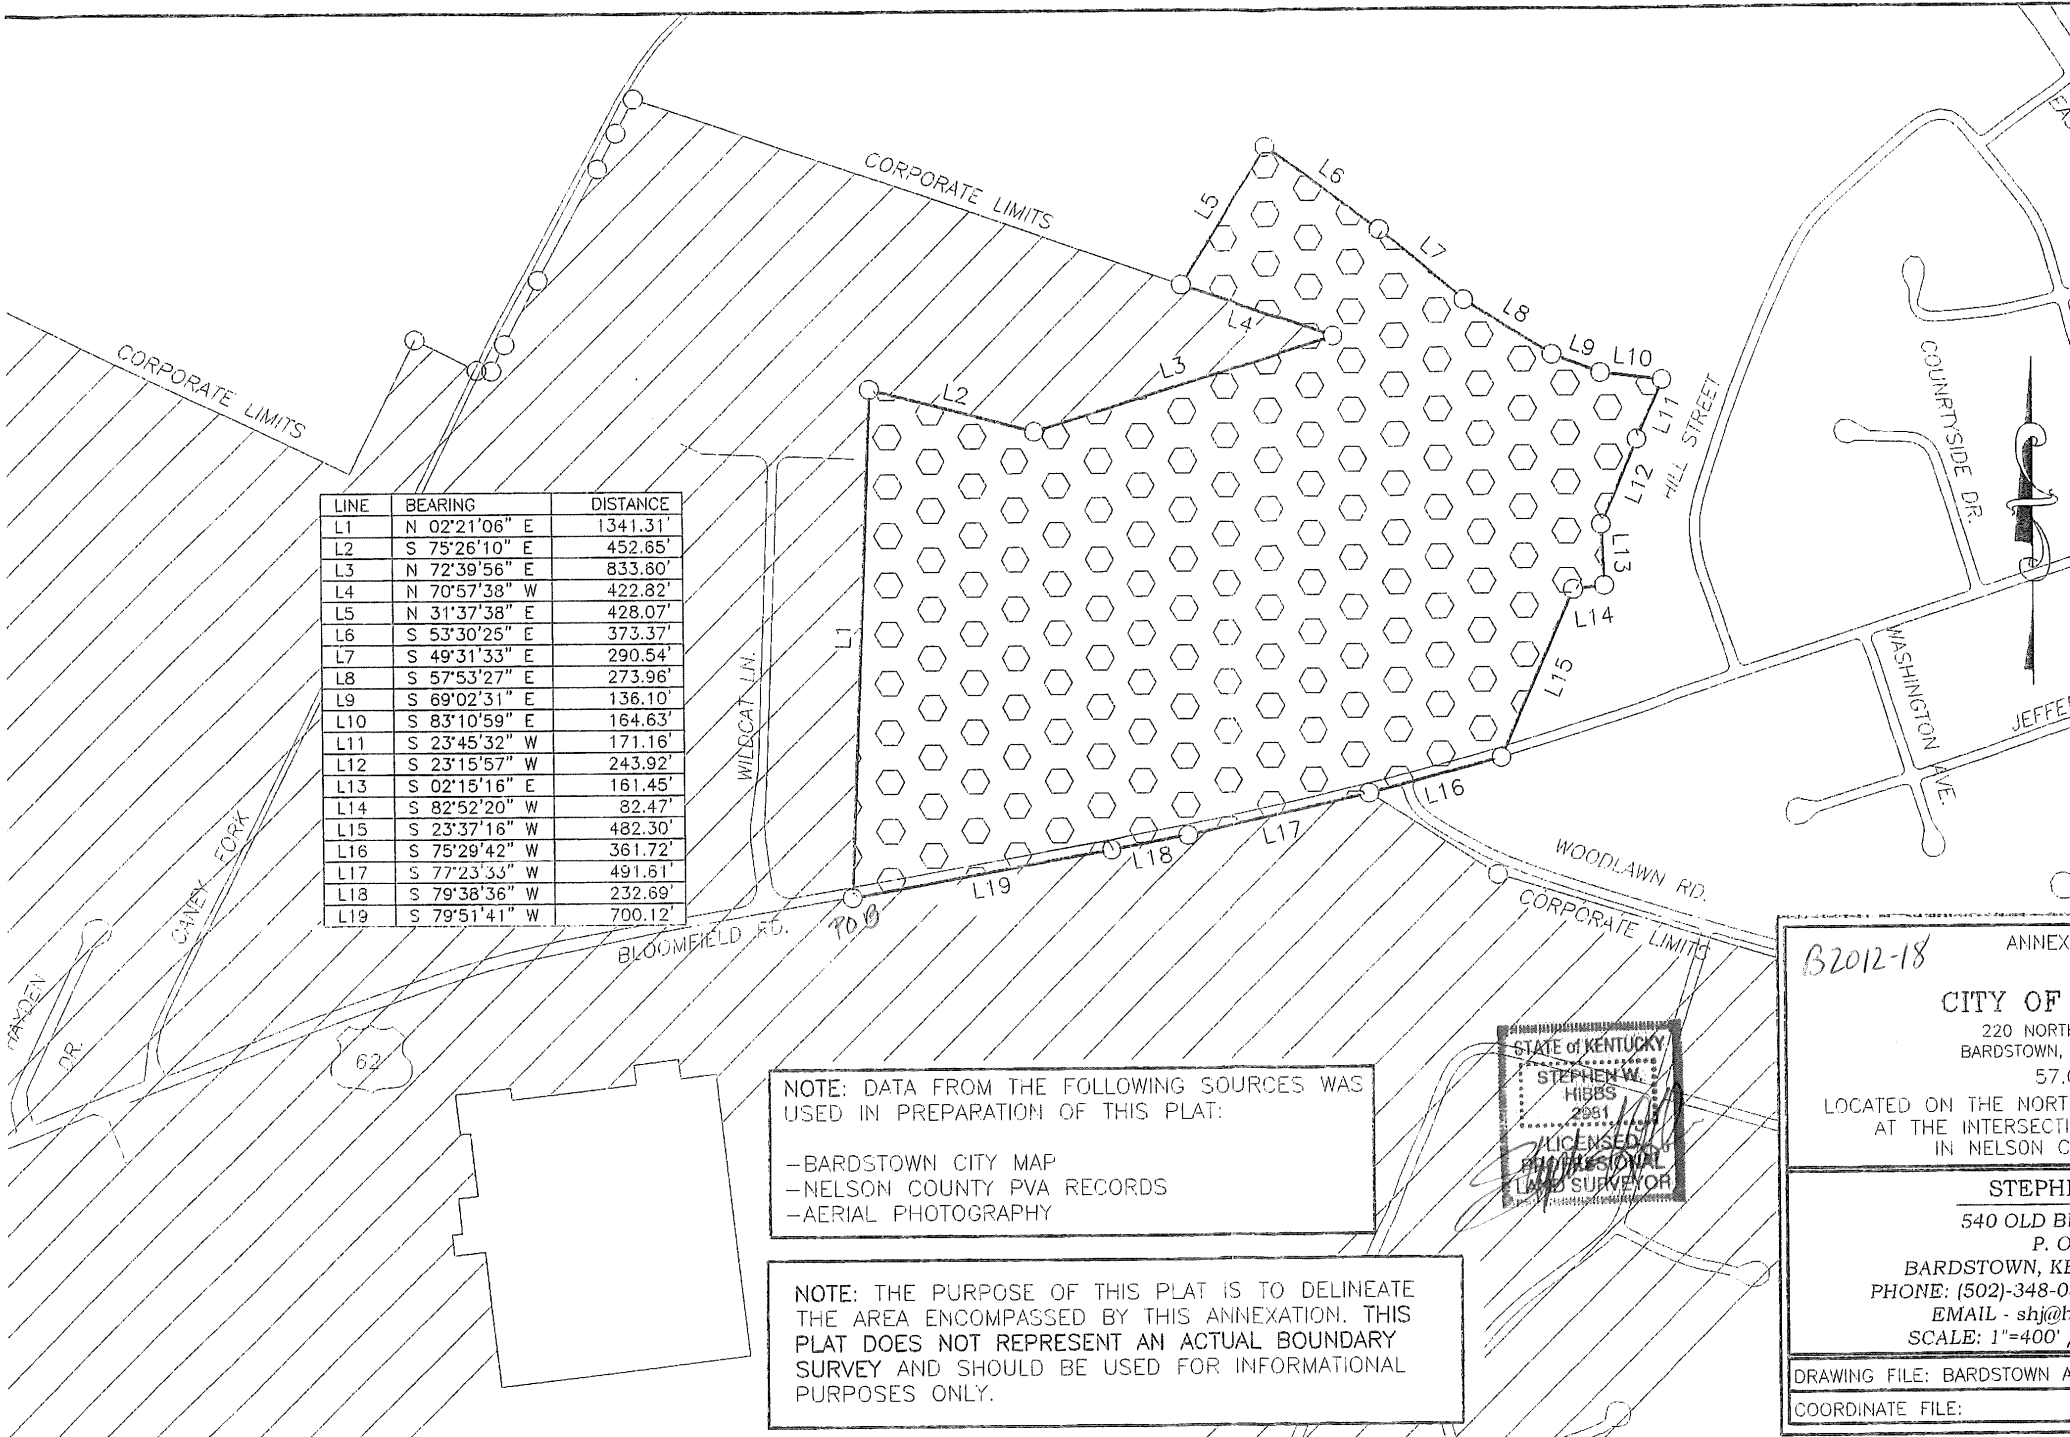 CORPORATE LIMITS
L6
L5
L7
CORPORATE LIMITS
L4
L8
L9
L10
L3
L2
L11
HILL STREET
COUNRTYSIDE DR.
L12
LINE BEARING DISTANCE
L1 N 02°21'06" E 1341.31'
L2 S 75°26'10" E 452.65'
L3 N 72°39'56" E 833.60'
L4 N 70°57'38" W 422.82'
L5 N 31°37'38" E 428.07'
L6 S 53°30'25" E 373.37'
L7 S 49°31'33" E 290.54'
L8 S 57°53'27" E 273.96'
L9 S 69°02'31" E 136.10'
L10 S 83°10'59" E 164.63'
L11 S 23°45'32" W 171.16'
L12 S 23°15'57" W 243.92'
L13 S 02°15'16" E 161.45'
L14 S 82°52'20" W 82.47'
L15 S 23°37'16" W 482.30'
L16 S 75°29'42" W 361.72'
L17 S 77°23'33" W 491.61'
L18 S 79°38'36" W 232.69'
L19 S 79°51'41" W 700.12'
L13
L14
L1
L15
WILDCAT LN.
WASHINGTON AVE.
L16
L17
L18
L19
CANEY FORK
WOODLAWN RD.
CORPORATE LIMITS
BLOOMFIELD RD.
POB
HAYDEN DR.
62
B2012-18
CITY OF
BARDSTOWN,
LOCATED ON THE
AT THE
IN NELSON
540 OLD
BARDSTOWN,
PHONE: (502)-348-
EMAIL -
SCALE: 1"=400'
DRAWING FILE: BARDSTOWN
COORDINATE FILE:
STATE of KENTUCKY
STEPHEN W.
HIBBS
2981
LICENSED
PROFESSIONAL
LAND SURVEYOR
NOTE: DATA FROM THE FOLLOWING SOURCES WAS
USED IN PREPARATION OF THIS PLAT:
-BARDSTOWN CITY MAP
-NELSON COUNTY PVA RECORDS
-AERIAL PHOTOGRAPHY
NOTE: THE PURPOSE OF THIS PLAT IS TO DELINEATE
THE AREA ENCOMPASSED BY THIS ANNEXATION. THIS
PLAT DOES NOT REPRESENT AN ACTUAL BOUNDARY
SURVEY AND SHOULD BE USED FOR INFORMATIONAL
PURPOSES ONLY.